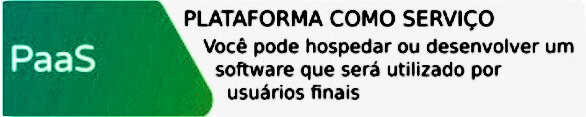 PaaS
PLATAFORMA COMO SERVIÇO
Você pode hospedar ou desenvolver um
software que será utilizado por
usuários finais